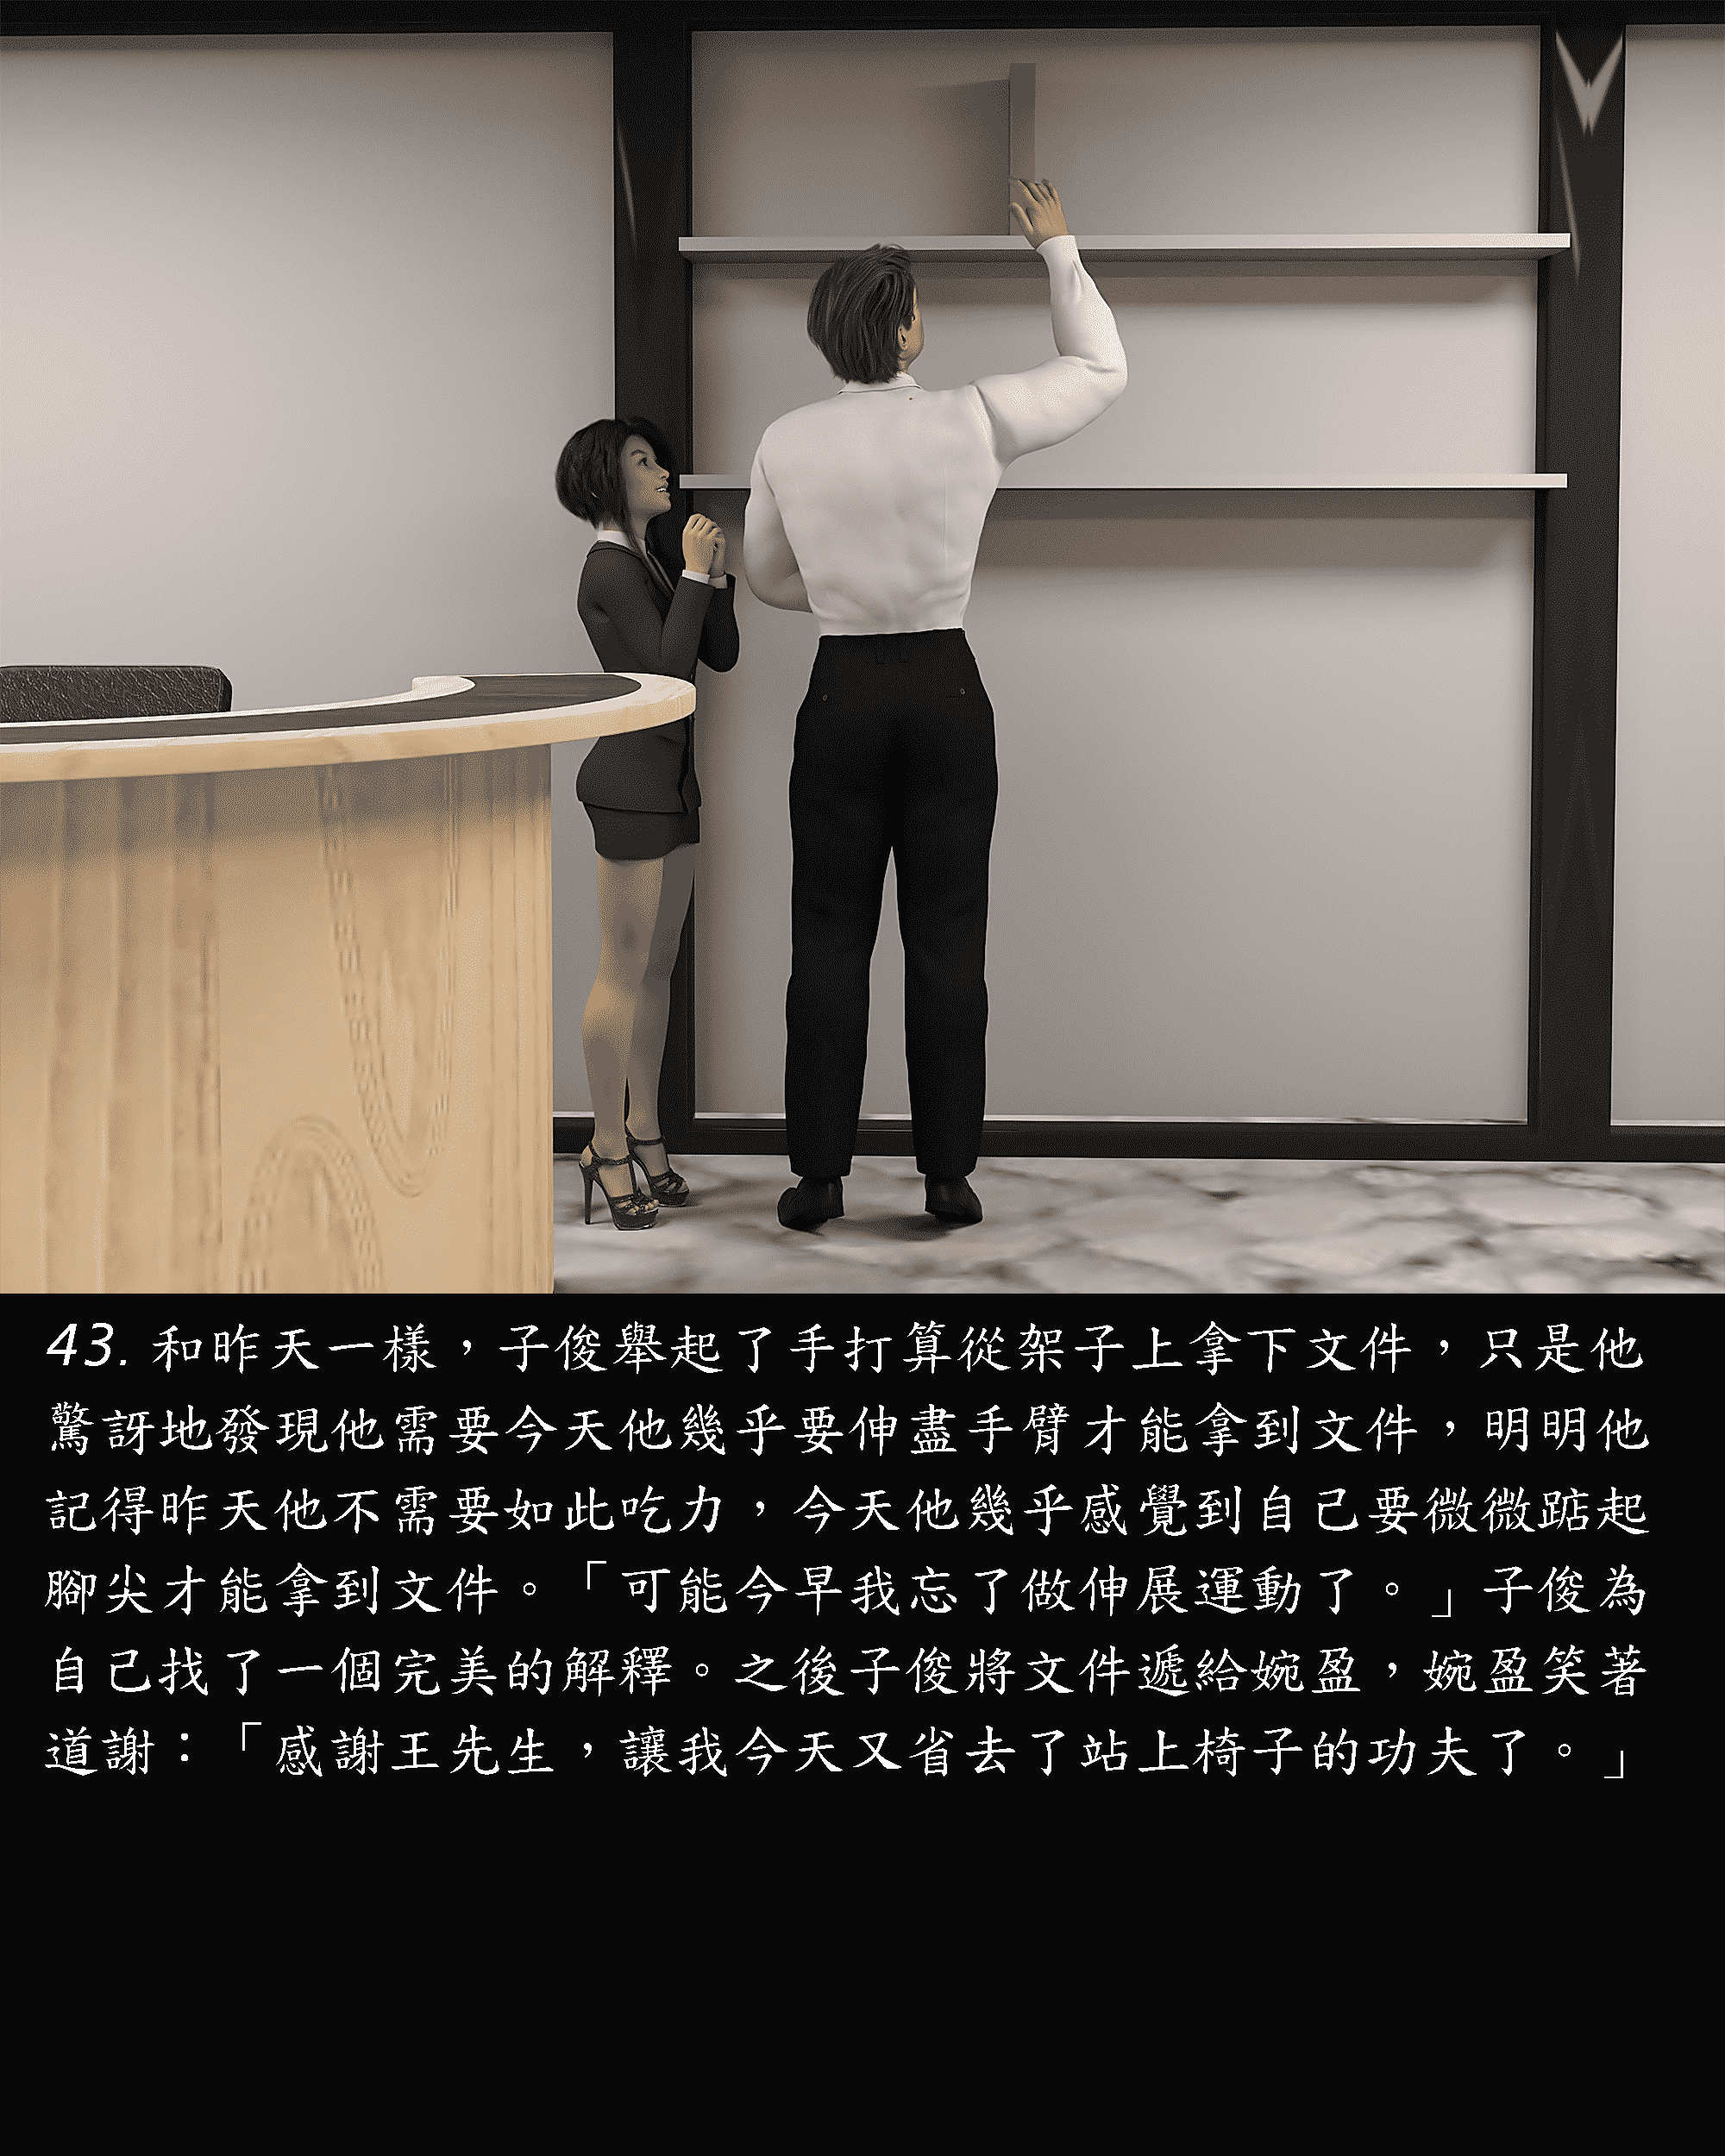 43. 和昨天一樣，子俊舉起了手打算從架子上拿下文件，只是他
驚訝地發現他需要今天他幾乎要伸盡手臂才能拿到文件，明明他
記得昨天他不需要如此吃力，今天他幾乎感覺到自己要微微踮起
腳尖才能拿到文件。「可能今早我忘了做伸展運動了。」子俊為
自己找了一個完美的解釋。之後子俊將文件遞給婉盈，婉盈笑著
道謝：「感謝王先生，讓我今天又省去了站上椅子的功夫了。」